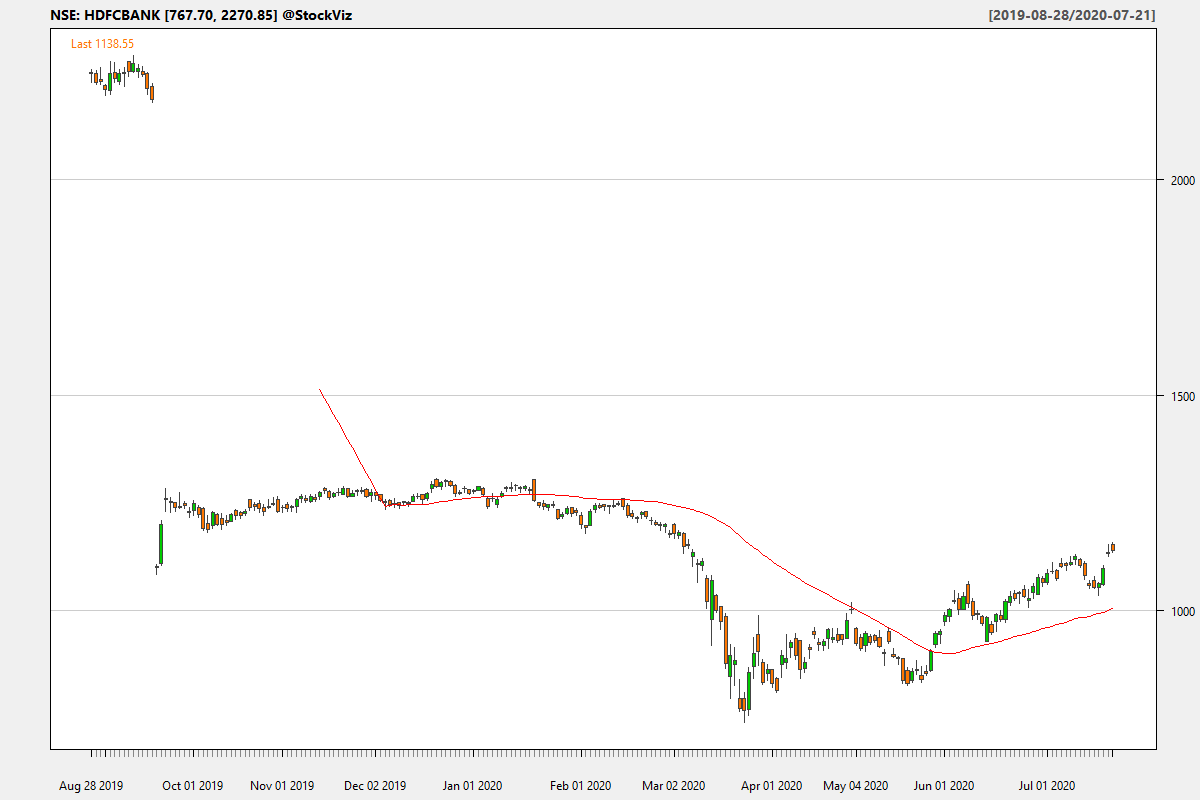 NSE: HDFCBANK [767.70, 2270.85] @StockViz
[2019-08-28/2020-07-21]
Last 1138.55
2000
1500
1000
Aug 28 2019 Oct 01 2019 Nov 01 2019 Dec 02 2019 Jan 01 2020 Feb 02 2020 Mar 02 2020 Apr 01 2020 May 04 2020 Jun 01 2020 Jul 01 2020